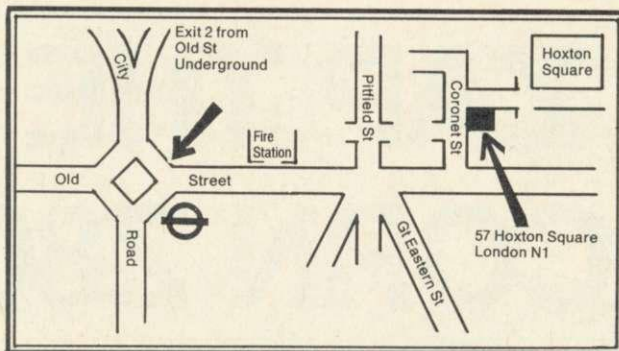 City
Exit 2 from
Old St
Underground
Pitfield St
Coronet St
Hoxton
Square
Fire
Station
Old
Street
Road
Gt Eastern St
57 Hoxton Square
London N1